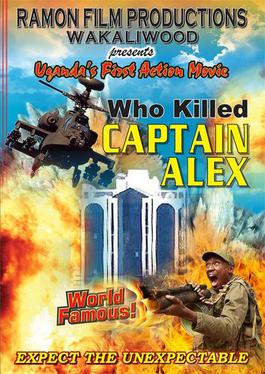 RAMON FILM PRODUCTIONS
WAKALIWOOD
presents
Uganda's First Action Movie
Who Killed
CAPTAIN
ALEX
World
Famous!
EXPECT THE UNEXPECTABLE